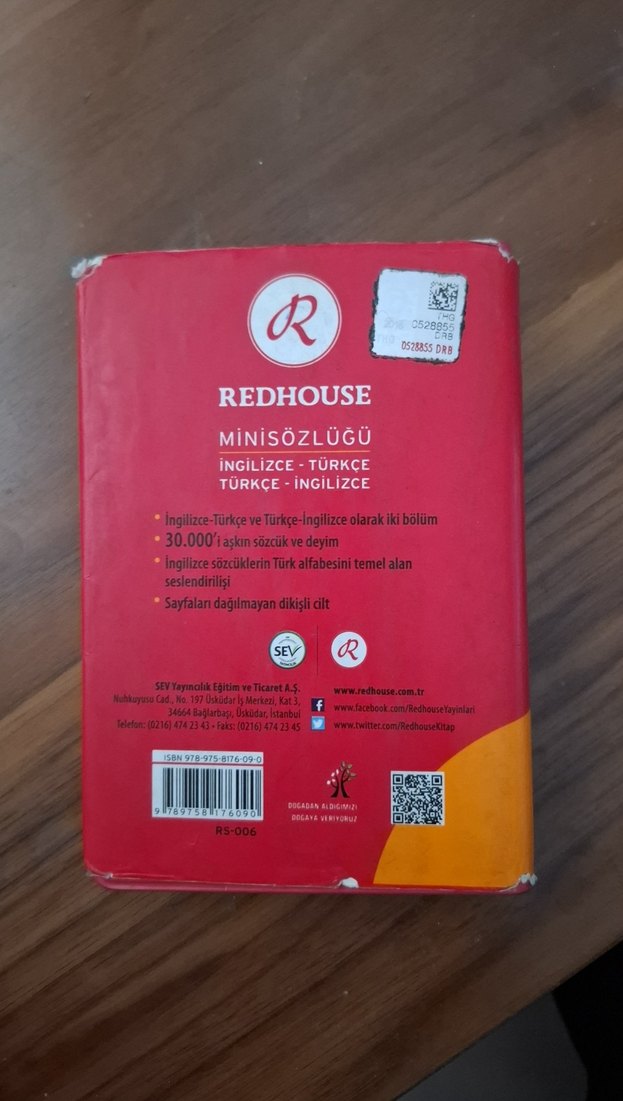 R
THG
2018 0528855
DRB
THG 0528855 DRB
REDHOUSE
MİNİSÖZLÜĞÜ
İNGİLİZCE - TÜRKÇE
TÜRKÇE - İNGİLİZCE
• İngilizce-Türkçe ve Türkçe-İngilizce olarak iki bölüm
• 30.000'i aşkın sözcük ve deyim
• İngilizce sözcüklerin Türk alfabesini temel alan
seslendirilişi
• Sayfaları dağılmayan dikişli cilt
SEV
R
SEV Yayıncılık Eğitim ve Ticaret A.Ş.
Nuhkuyusu Cad., No. 197 Üsküdar İş Merkezi, Kat 3,
34664 Bağlarbaşı, Üsküdar, İstanbul
Telefon: (0216) 474 23 43 • Faks: (0216) 474 23 45
www.redhouse.com.tr
f www.facebook.com/RedhouseYayinlari
www.twitter.com/RedhouseKitap
ISBN 978-975-8176-09-0
9 789758 176090
RS-006
DOĞADAN ALDIĞIMIZI
DOĞAYA VERİYORUZ